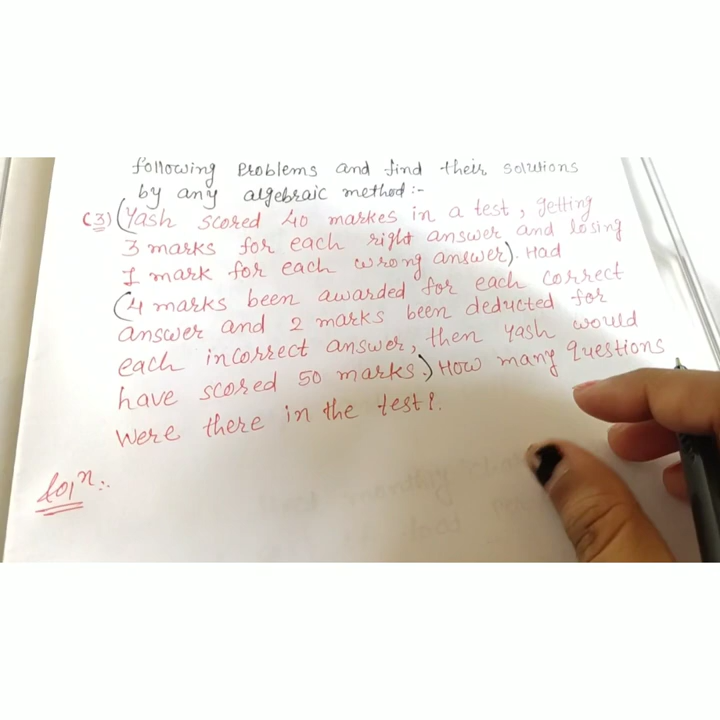 following Problems and find their solutions
by any algebraic method:-
(3) (Yash scored 40 markes in a test, getting
3 marks for each right answer and losing
1 mark for each wrong answer). Had
(4 marks been awarded for each correct
answer and 2 marks been deducted for
each incorrect answer, then Yash would
have scored 50 marks.) How many questions
were there in the test?
Solⁿ:-